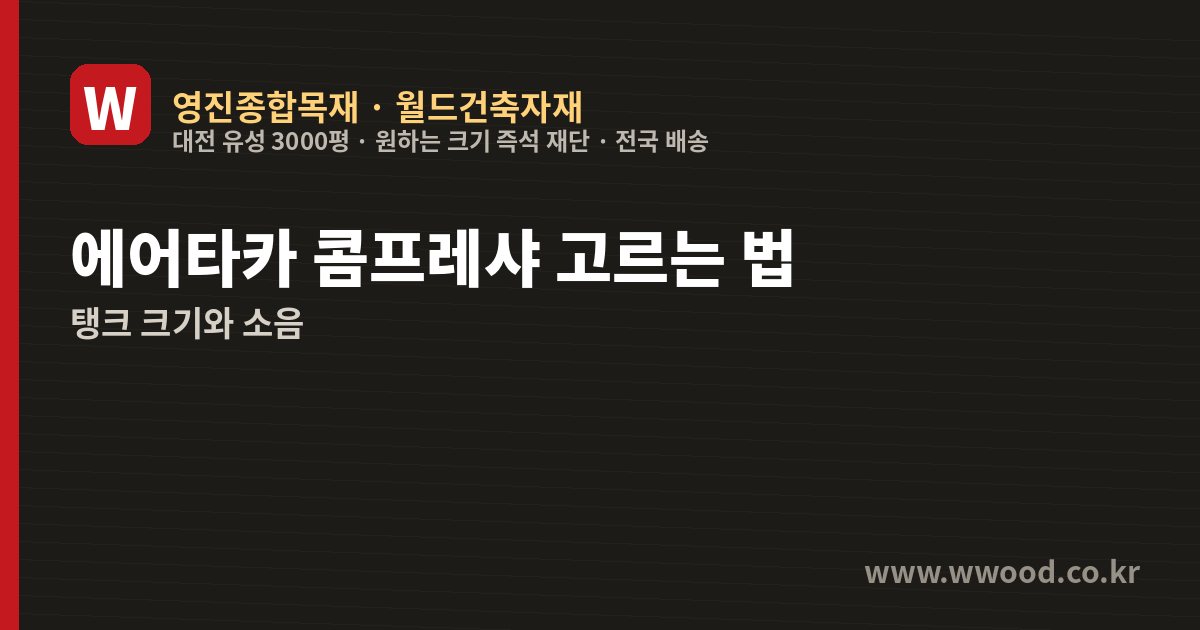 W
영진종합목재 · 월드건축자재
대전 유성 3000평 · 원하는 크기 즉석 재단 · 전국 배송
에어타카 콤프레샤 고르는 법
탱크 크기와 소음
www.wwood.co.kr